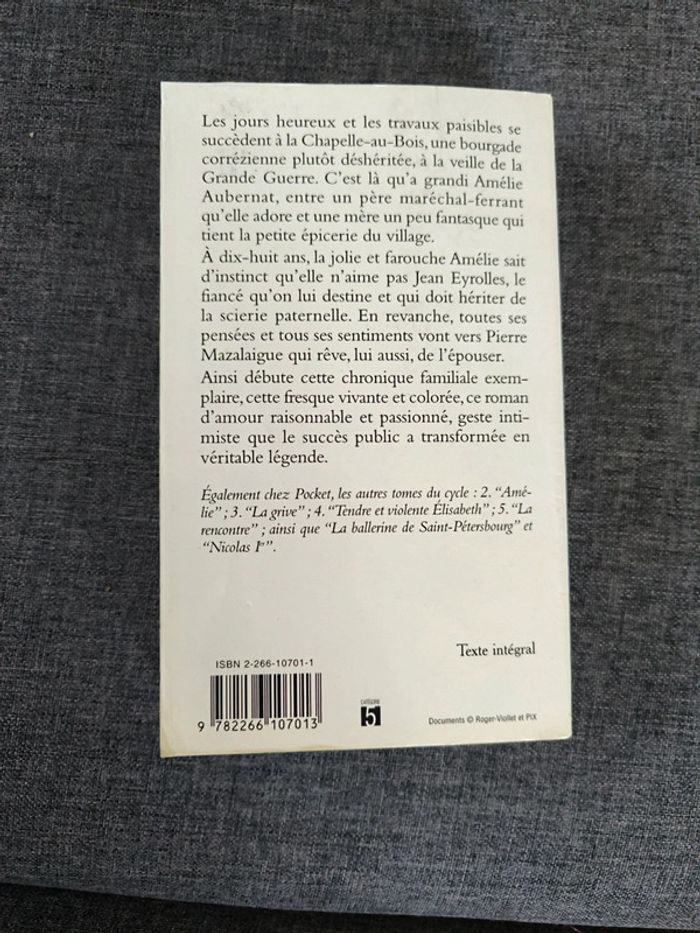 Les jours heureux et les travaux paisibles se
succèdent à la Chapelle-au-Bois, une bourgade
corrézienne plutôt déshéritée, à la veille de la
Grande Guerre. C'est là qu'a grandi Amélie
Aubernat, entre un père maréchal-ferrant
qu'elle adore et une mère un peu fantasque qui
tient la petite épicerie du village.
À dix-huit ans, la jolie et farouche Amélie sait
d'instinct qu'elle n'aime pas Jean Eyrolles, le
fiancé qu'on lui destine et qui doit hériter de
la scierie paternelle. En revanche, toutes ses
pensées et tous ses sentiments vont vers Pierre
Mazalaigue qui rêve, lui aussi, de l'épouser.
Ainsi débute cette chronique familiale exem-
plaire, cette fresque vivante et colorée, ce roman
d'amour raisonnable et passionné, geste inti-
miste que le succès public a transformée en
véritable légende.
Également chez Pocket, les autres tomes du cycle : 2. “Amé-
lie” ; 3. “La grive” ; 4. “Tendre et violente Élisabeth” ; 5. “La
rencontre” ; ainsi que “La ballerine de Saint-Pétersbourg” et
“Nicolas Ier”.
Texte intégral
ISBN 2-266-10701-1
9 782266 107013
CATÉGORIE
5
Documents © Roger-Viollet et PIX